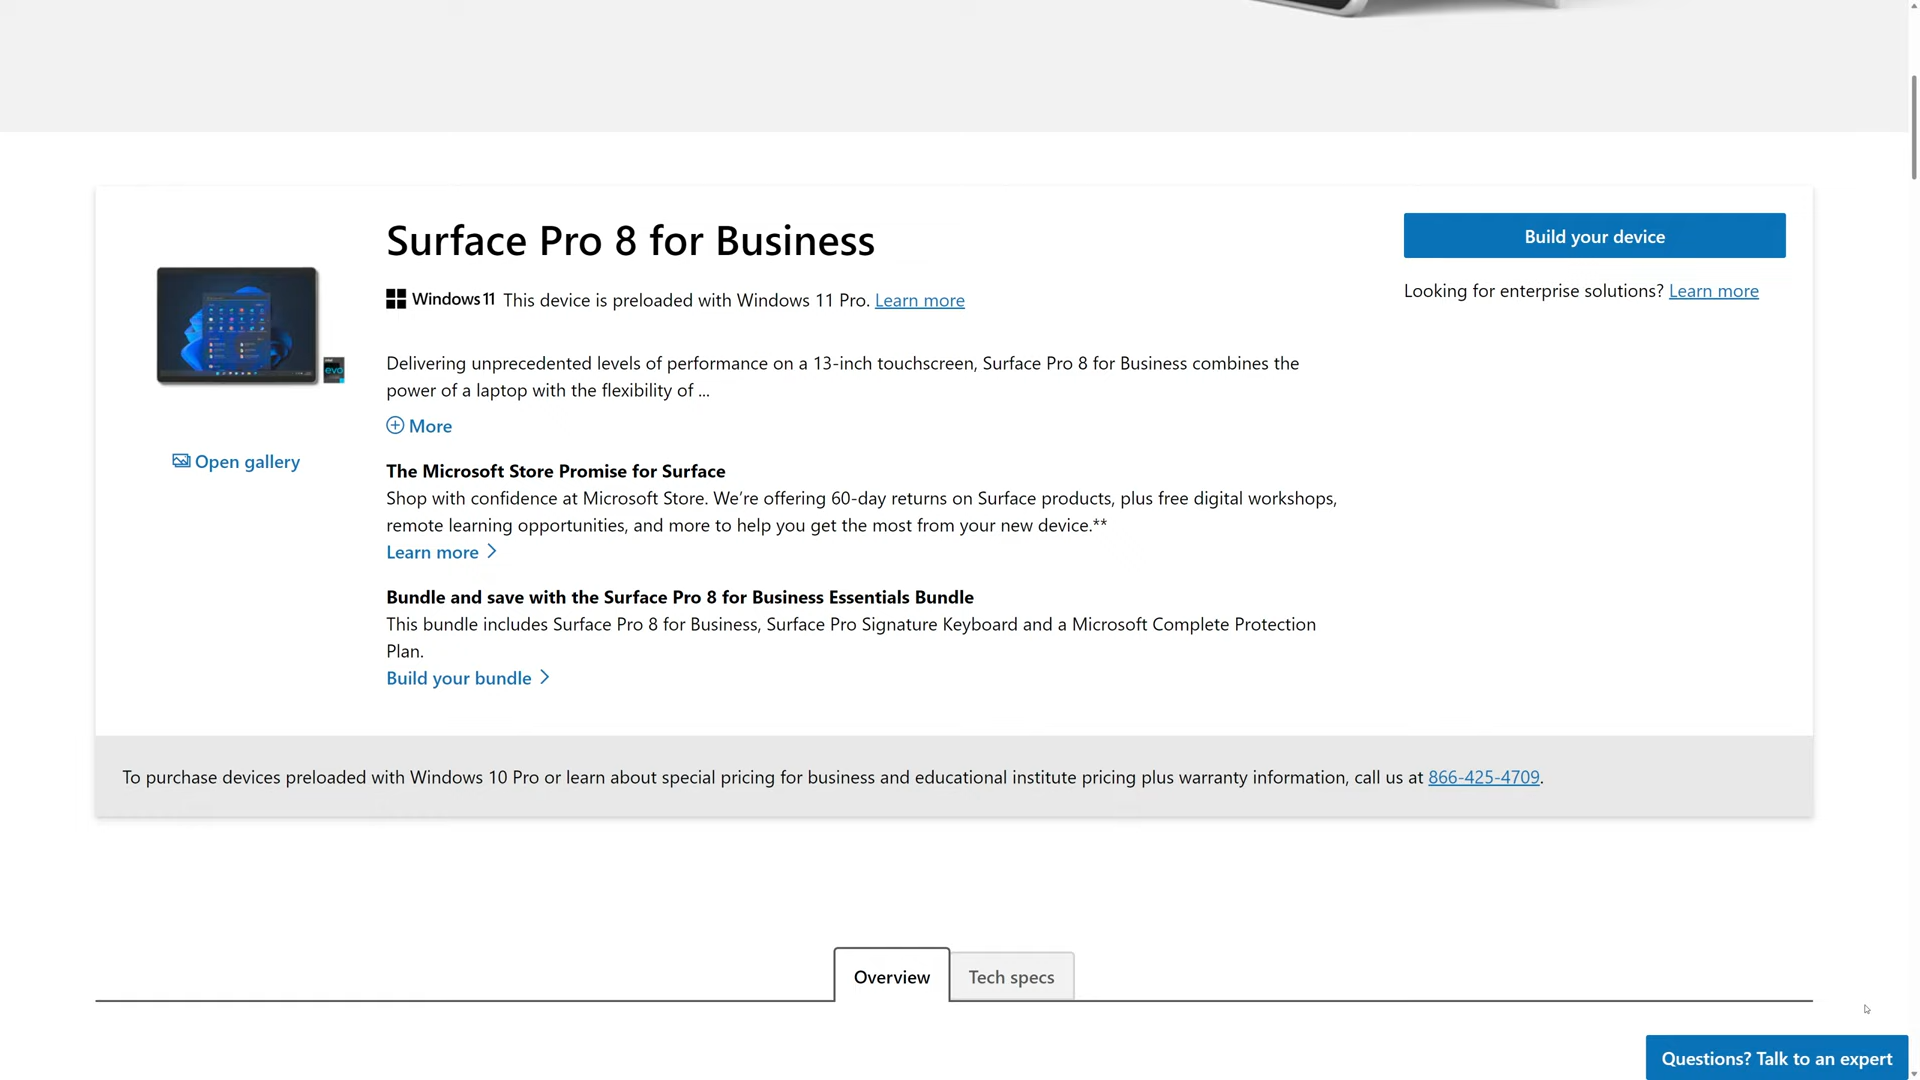 Surface Pro 8 for Business
Build your device
Windows 11 This device is preloaded with Windows 11 Pro. Learn more
Looking for enterprise solutions? Learn more
Delivering unprecedented levels of performance on a 13-inch touchscreen, Surface Pro 8 for Business combines the
power of a laptop with the flexibility of ...
More
evo
Open gallery
The Microsoft Store Promise for Surface
Shop with confidence at Microsoft Store. We’re offering 60-day returns on Surface products, plus free digital workshops,
remote learning opportunities, and more to help you get the most from your new device.**
Learn more
Bundle and save with the Surface Pro 8 for Business Essentials Bundle
This bundle includes Surface Pro 8 for Business, Surface Pro Signature Keyboard and a Microsoft Complete Protection
Plan.
Build your bundle
To purchase devices preloaded with Windows 10 Pro or learn about special pricing for business and educational institute pricing plus warranty information, call us at 866-425-4709.
Overview
Tech specs
Questions? Talk to an expert